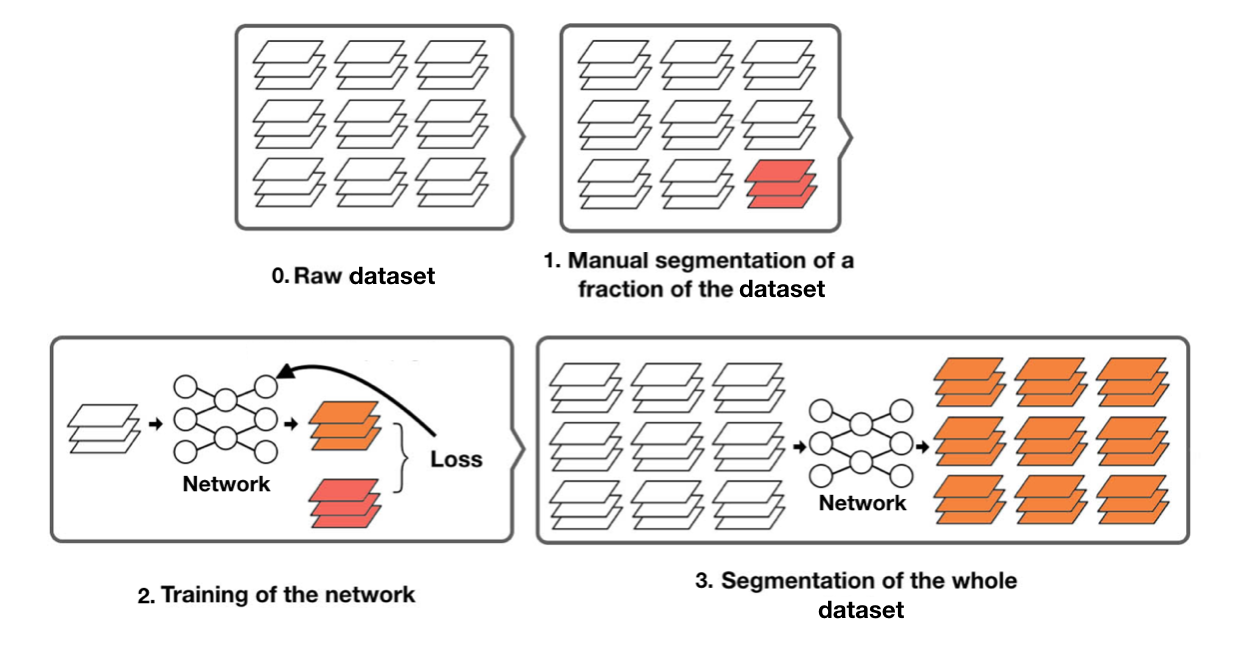 0. Raw dataset
1. Manual segmentation of a
fraction of the dataset
Network
Loss
2. Training of the network
Network
3. Segmentation of the whole
dataset